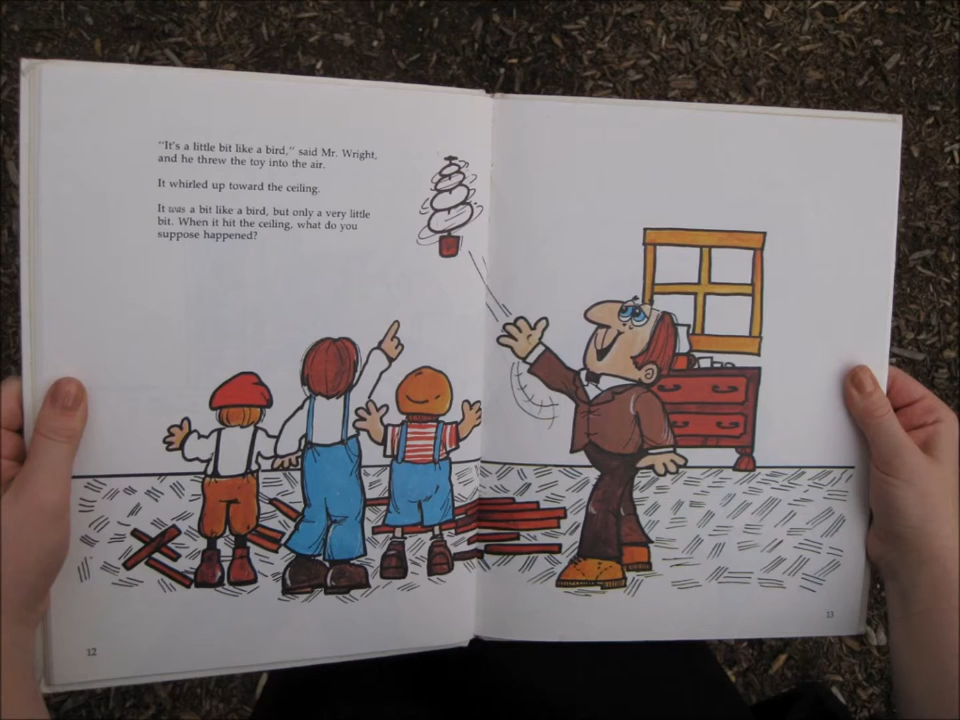 "It's a little bit like a bird," said Mr. Wright,
and he threw the toy into the air.
It whirled up toward the ceiling.
It was a bit like a bird, but only a very little
bit. When it hit the ceiling, what do you
suppose happened?
12
13